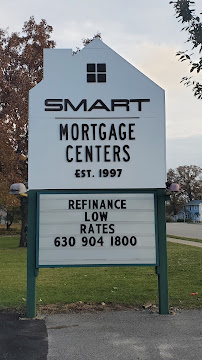 SMART
MORTGAGE
CENTERS
EST. 1997
REFINANCE
LOW
RATES
630 904 1800